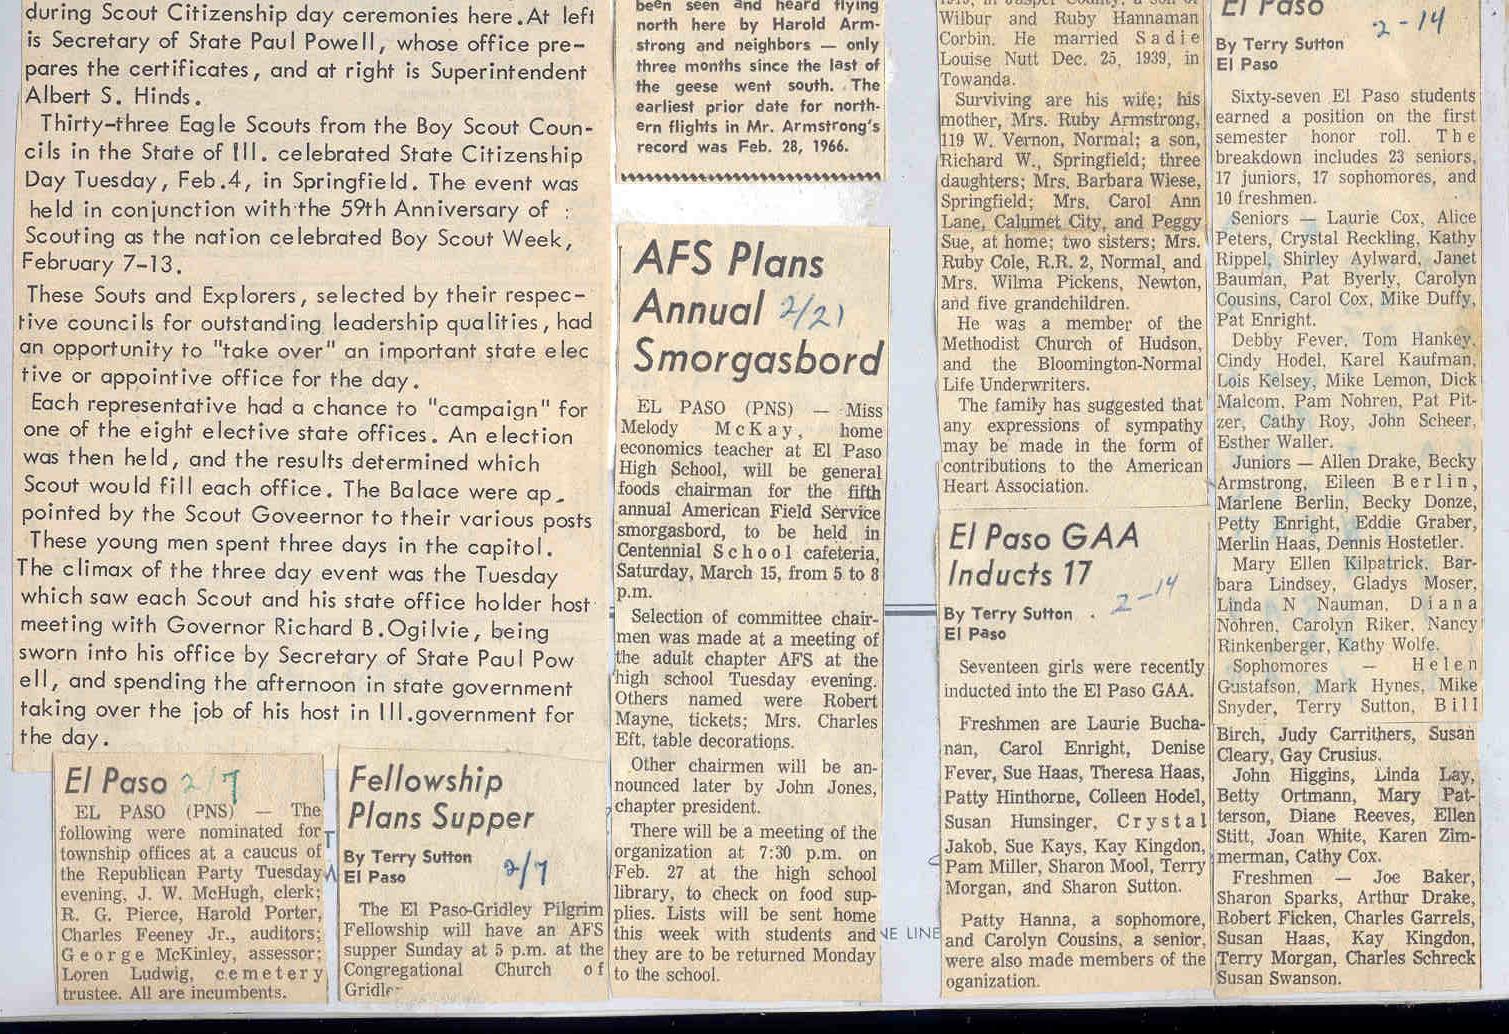 during Scout Citizenship day ceremonies here.At left
is Secretary of State Paul Powell, whose office pre-
pares the certificates, and at right is Superintendent
Albert S. Hinds.
Thirty-three Eagle Scouts from the Boy Scout Coun-
cils in the State of Ill. celebrated State Citizenship
Day Tuesday, Feb.4, in Springfield. The event was
held in conjunction with the 59th Anniversary of :
Scouting as the nation celebrated Boy Scout Week,
February 7-13.
These Souts and Explorers, selected by their respec-
tive councils for outstanding leadership qualities, had
an opportunity to "take over" an important state elec
tive or appointive office for the day.
Each representative had a chance to "campaign" for
one of the eight elective state offices. An election
was then held, and the results determined which
Scout would fill each office. The Balace were ap-
pointed by the Scout Goveernor to their various posts
These young men spent three days in the capitol.
The climax of the three day event was the Tuesday
which saw each Scout and his state office holder host
meeting with Governor Richard B.Ogilvie, being
sworn into his office by Secretary of State Paul Pow
ell, and spending the afternoon in state government
taking over the job of his host in Ill.government for
the day.
El Paso 2/7
EL PASO (PNS) — The
following were nominated for
township offices at a caucus of
the Republican Party Tuesday
evening, J. W. McHugh, clerk;
R. G. Pierce, Harold Porter,
Charles Feeney Jr., auditors;
George McKinley, assessor;
Loren Ludwig, cemetery
trustee. All are incumbents.
Fellowship
Plans Supper
By Terry Sutton
El Paso 2/7
The El Paso-Gridley Pilgrim
Fellowship will have an AFS
supper Sunday at 5 p.m. at the
Congregational Church of
Gridle
been seen and heard flying
north here by Harold Arm-
strong and neighbors — only
three months since the last of
the geese went south. The
earliest prior date for north-
ern flights in Mr. Armstrong's
record was Feb. 28, 1966.
AFS Plans
Annual 2/21
Smorgasbord
EL PASO (PNS) — Miss
Melody McKay, home
economics teacher at El Paso
High School, will be general
foods chairman for the fifth
annual American Field Service
smorgasbord, to be held in
Centennial School cafeteria,
Saturday, March 15, from 5 to 8
p.m.
Selection of committee chair-
men was made at a meeting of
the adult chapter AFS at the
high school Tuesday evening.
Others named were Robert
Mayne, tickets; Mrs. Charles
Eft, table decorations.
Other chairmen will be an-
nounced later by John Jones,
chapter president.
There will be a meeting of the
organization at 7:30 p.m. on
Feb. 27 at the high school
library, to check on food sup-
plies. Lists will be sent home
this week with students and
they are to be returned Monday
to the school.
NE LINE
1919, in Jasper County, a son of
Wilbur and Ruby Hannaman
Corbin. He married Sadie
Louise Nutt Dec. 25, 1939, in
Towanda.
Surviving are his wife; his
mother, Mrs. Ruby Armstrong,
119 W. Vernon, Normal; a son,
Richard W., Springfield; three
daughters; Mrs. Barbara Wiese,
Springfield; Mrs. Carol Ann
Lane, Calumet City, and Peggy
Sue, at home; two sisters; Mrs.
Ruby Cole, R.R. 2, Normal, and
Mrs. Wilma Pickens, Newton,
and five grandchildren.
He was a member of the
Methodist Church of Hudson,
and the Bloomington-Normal
Life Underwriters.
The family has suggested that
any expressions of sympathy
may be made in the form of
contributions to the American
Heart Association.
El Paso GAA
Inducts 17
By Terry Sutton 2-14
El Paso
Seventeen girls were recently
inducted into the El Paso GAA.
Freshmen are Laurie Bucha-
nan, Carol Enright, Denise
Fever, Sue Haas, Theresa Haas,
Patty Hinthorne, Colleen Hodel,
Susan Hunsinger, Crystal
Jakob, Sue Kays, Kay Kingdon,
Pam Miller, Sharon Mool, Terry
Morgan, and Sharon Sutton.
Patty Hanna, a sophomore,
and Carolyn Cousins, a senior,
were also made members of the
oganization.
El Paso 2-14
By Terry Sutton
El Paso
Sixty-seven El Paso students
earned a position on the first
semester honor roll. The
breakdown includes 23 seniors,
17 juniors, 17 sophomores, and
10 freshmen.
Seniors — Laurie Cox, Alice
Peters, Crystal Reckling, Kathy
Rippel, Shirley Aylward, Janet
Bauman, Pat Byerly, Carolyn
Cousins, Carol Cox, Mike Duffy,
Pat Enright.
Debby Fever, Tom Hankey,
Cindy Hodel, Karel Kaufman,
Lois Kelsey, Mike Lemon, Dick
Malcom, Pam Nohren, Pat Pit-
zer, Cathy Roy, John Scheer,
Esther Waller.
Juniors — Allen Drake, Becky
Armstrong, Eileen Berlin,
Marlene Berlin, Becky Donze,
Petty Enright, Eddie Graber,
Merlin Haas, Dennis Hostetler.
Mary Ellen Kilpatrick, Bar-
bara Lindsey, Gladys Moser,
Linda N Nauman, Diana
Nohren, Carolyn Riker, Nancy
Rinkenberger, Kathy Wolfe.
Sophomores — Helen
Gustafson, Mark Hynes, Mike
Snyder, Terry Sutton, Bill
Birch, Judy Carrithers, Susan
Cleary, Gay Crusius.
John Higgins, Linda Lay,
Betty Ortmann, Mary Pat-
terson, Diane Reeves, Ellen
Stitt, Joan White, Karen Zim-
merman, Cathy Cox.
Freshmen — Joe Baker,
Sharon Sparks, Arthur Drake,
Robert Ficken, Charles Garrels,
Susan Haas, Kay Kingdon,
Terry Morgan, Charles Schreck
Susan Swanson.